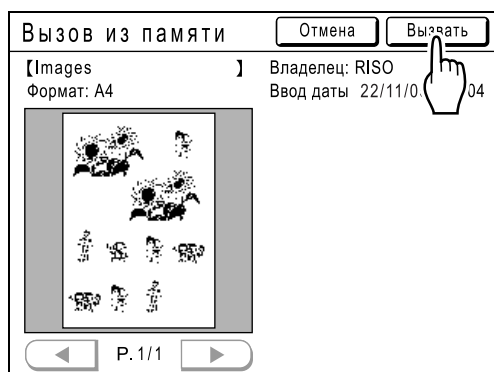 Вызов из памяти
Отмена
Вызвать
【Images 】
Владелец: RISO
Формат: A4
Ввод даты 22/11/0 04
P. 1/1